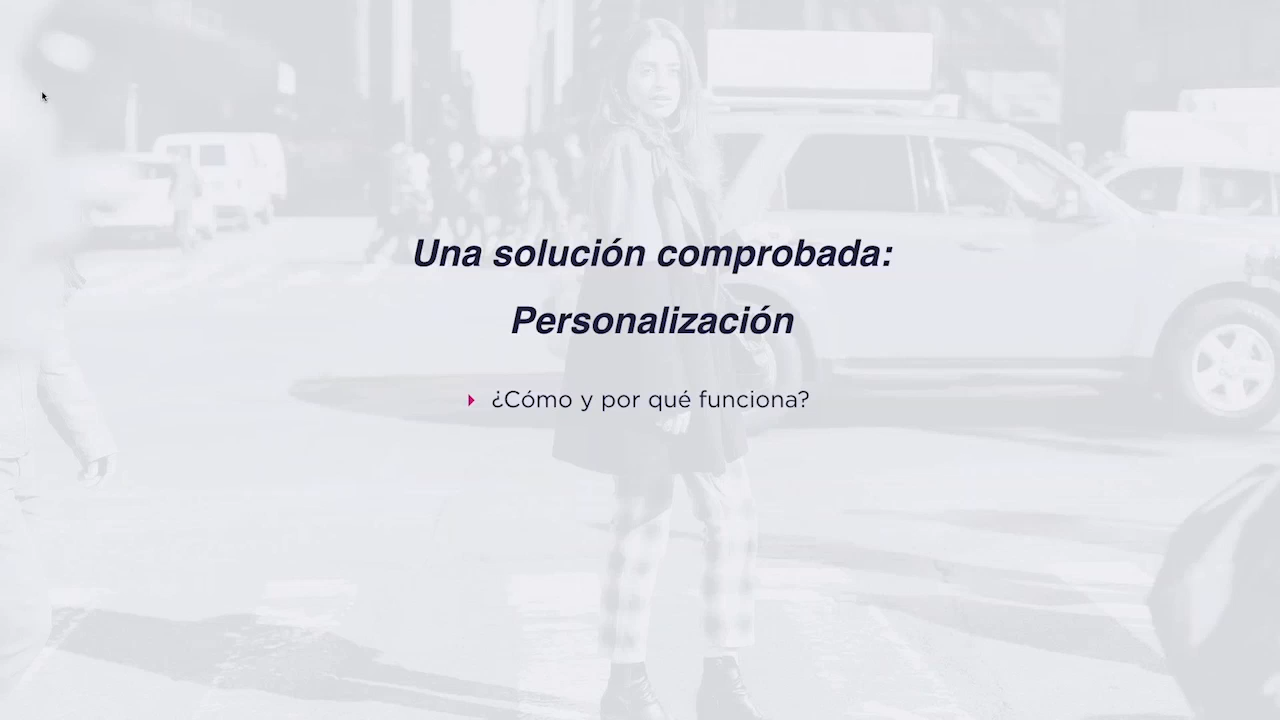 Una solución comprobada:
Personalización
¿Cómo y por qué funciona?